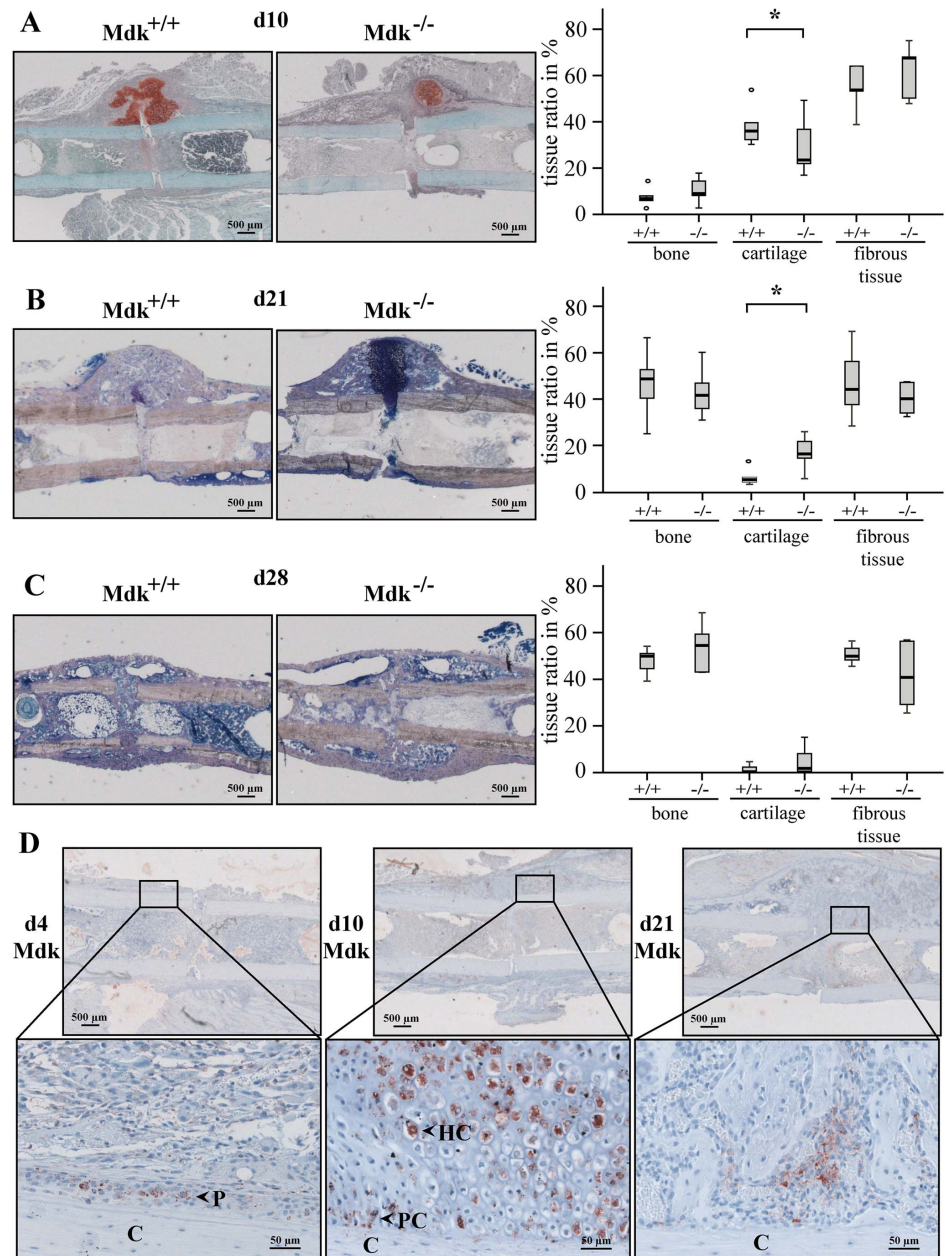 A
Mdk+/+
d10
Mdk-/-
500 µm
500 µm
tissue ratio in %
80
60
40
20
0
*
+/+ -/- +/+ -/- +/+ -/-
bone cartilage fibrous
tissue
B
Mdk+/+
d21
Mdk-/-
500 µm
500 µm
tissue ratio in %
80
60
40
20
0
*
+/+ -/- +/+ -/- +/+ -/-
bone cartilage fibrous
tissue
C
Mdk+/+
d28
Mdk-/-
500 µm
500 µm
tissue ratio in %
80
60
40
20
0
+/+ -/- +/+ -/- +/+ -/-
bone cartilage fibrous
tissue
D
d4
Mdk
500 µm
d10
Mdk
500 µm
d21
Mdk
500 µm
P
C
50 µm
HC
PC
C
50 µm
C
50 µm